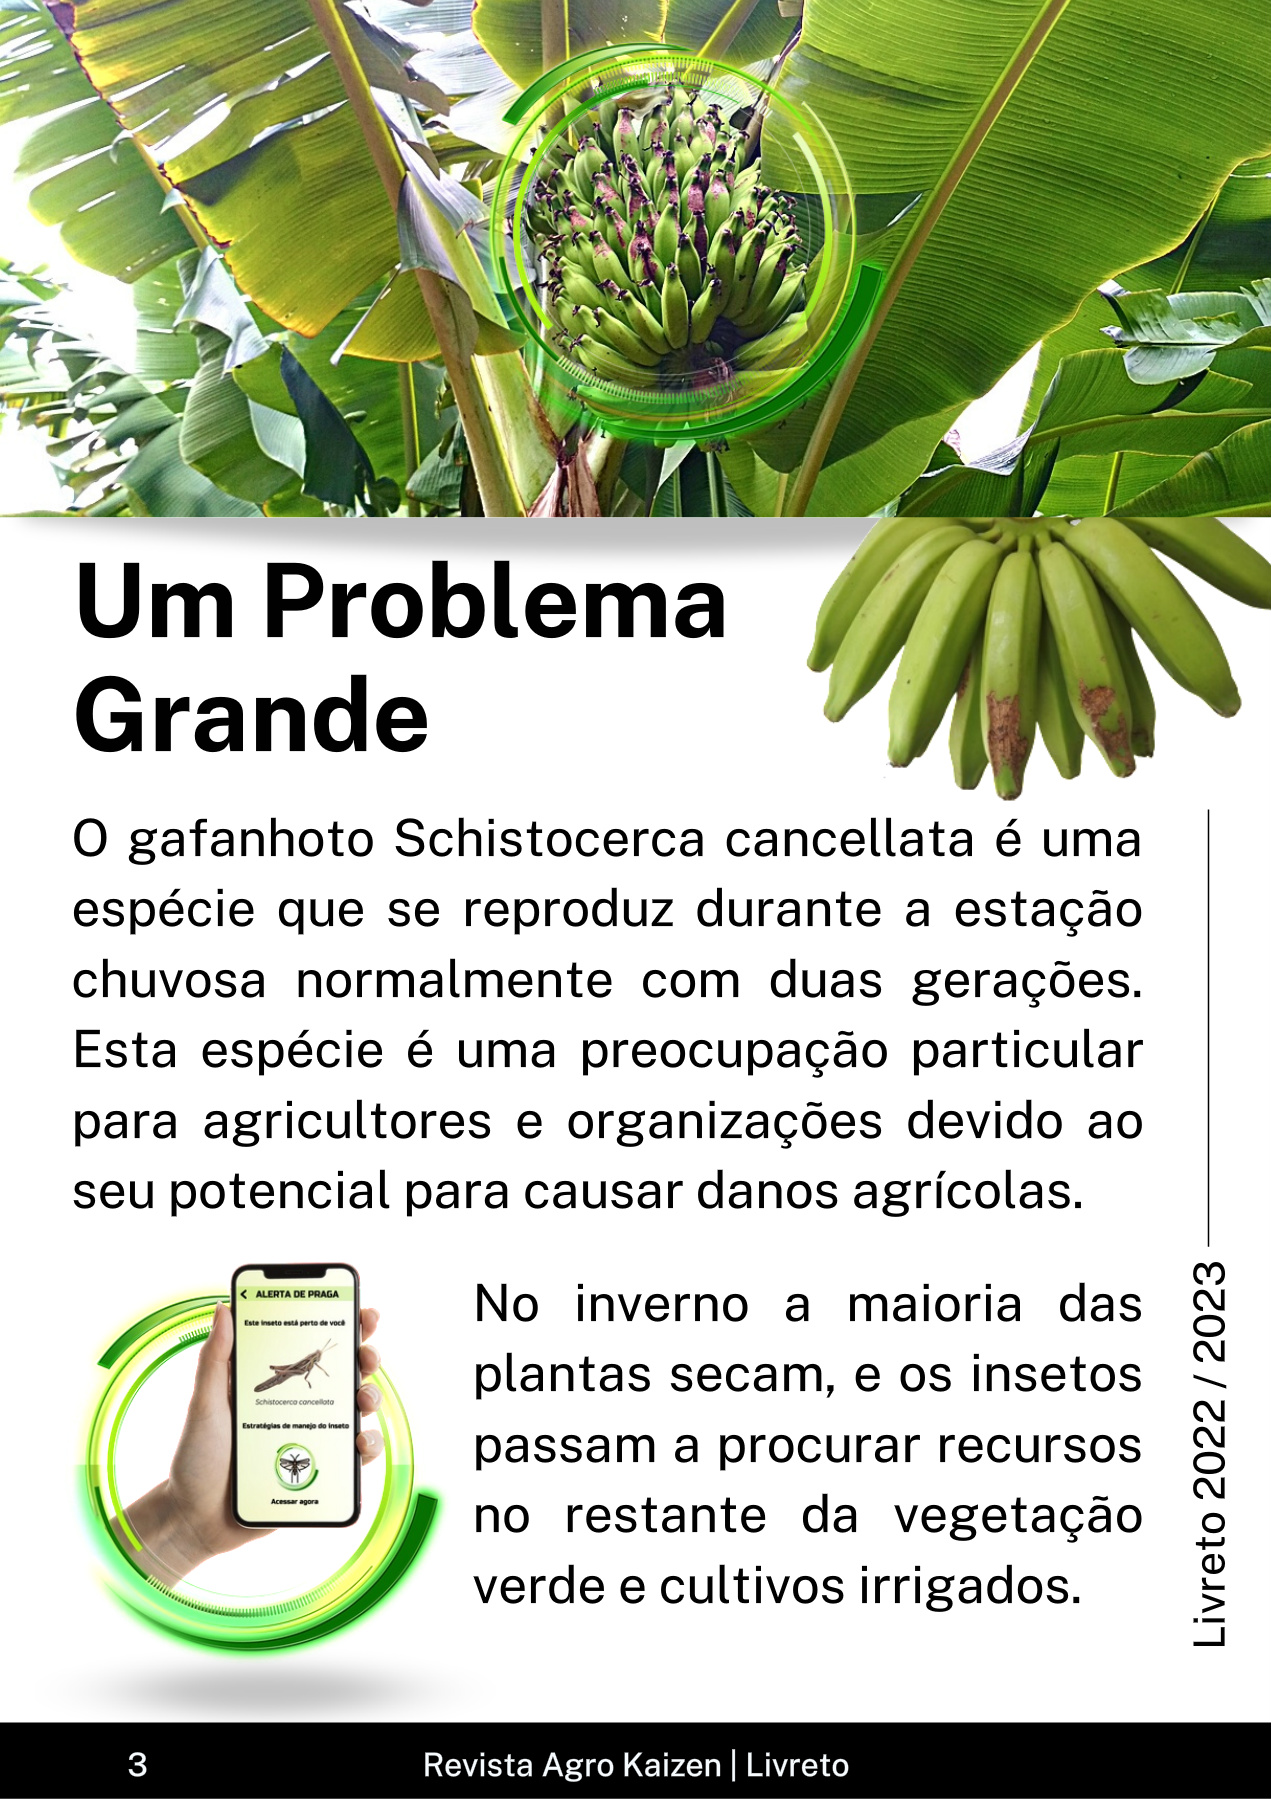 Um Problema
Grande
O gafanhoto Schistocerca cancellata é uma
espécie que se reproduz durante a estação
chuvosa normalmente com duas gerações.
Esta espécie é uma preocupação particular
para agricultores e organizações devido ao
seu potencial para causar danos agrícolas.
ALERTA DE PRAGA
Este inseto está perto de você
Schistocerca cancellata
Estratégias de manejo do inseto
Acessar agora
No inverno a maioria das
plantas secam, e os insetos
passam a procurar recursos
no restante da vegetação
verde e cultivos irrigados.
Livreto 2022 / 2023
3
Revista Agro Kaizen | Livreto